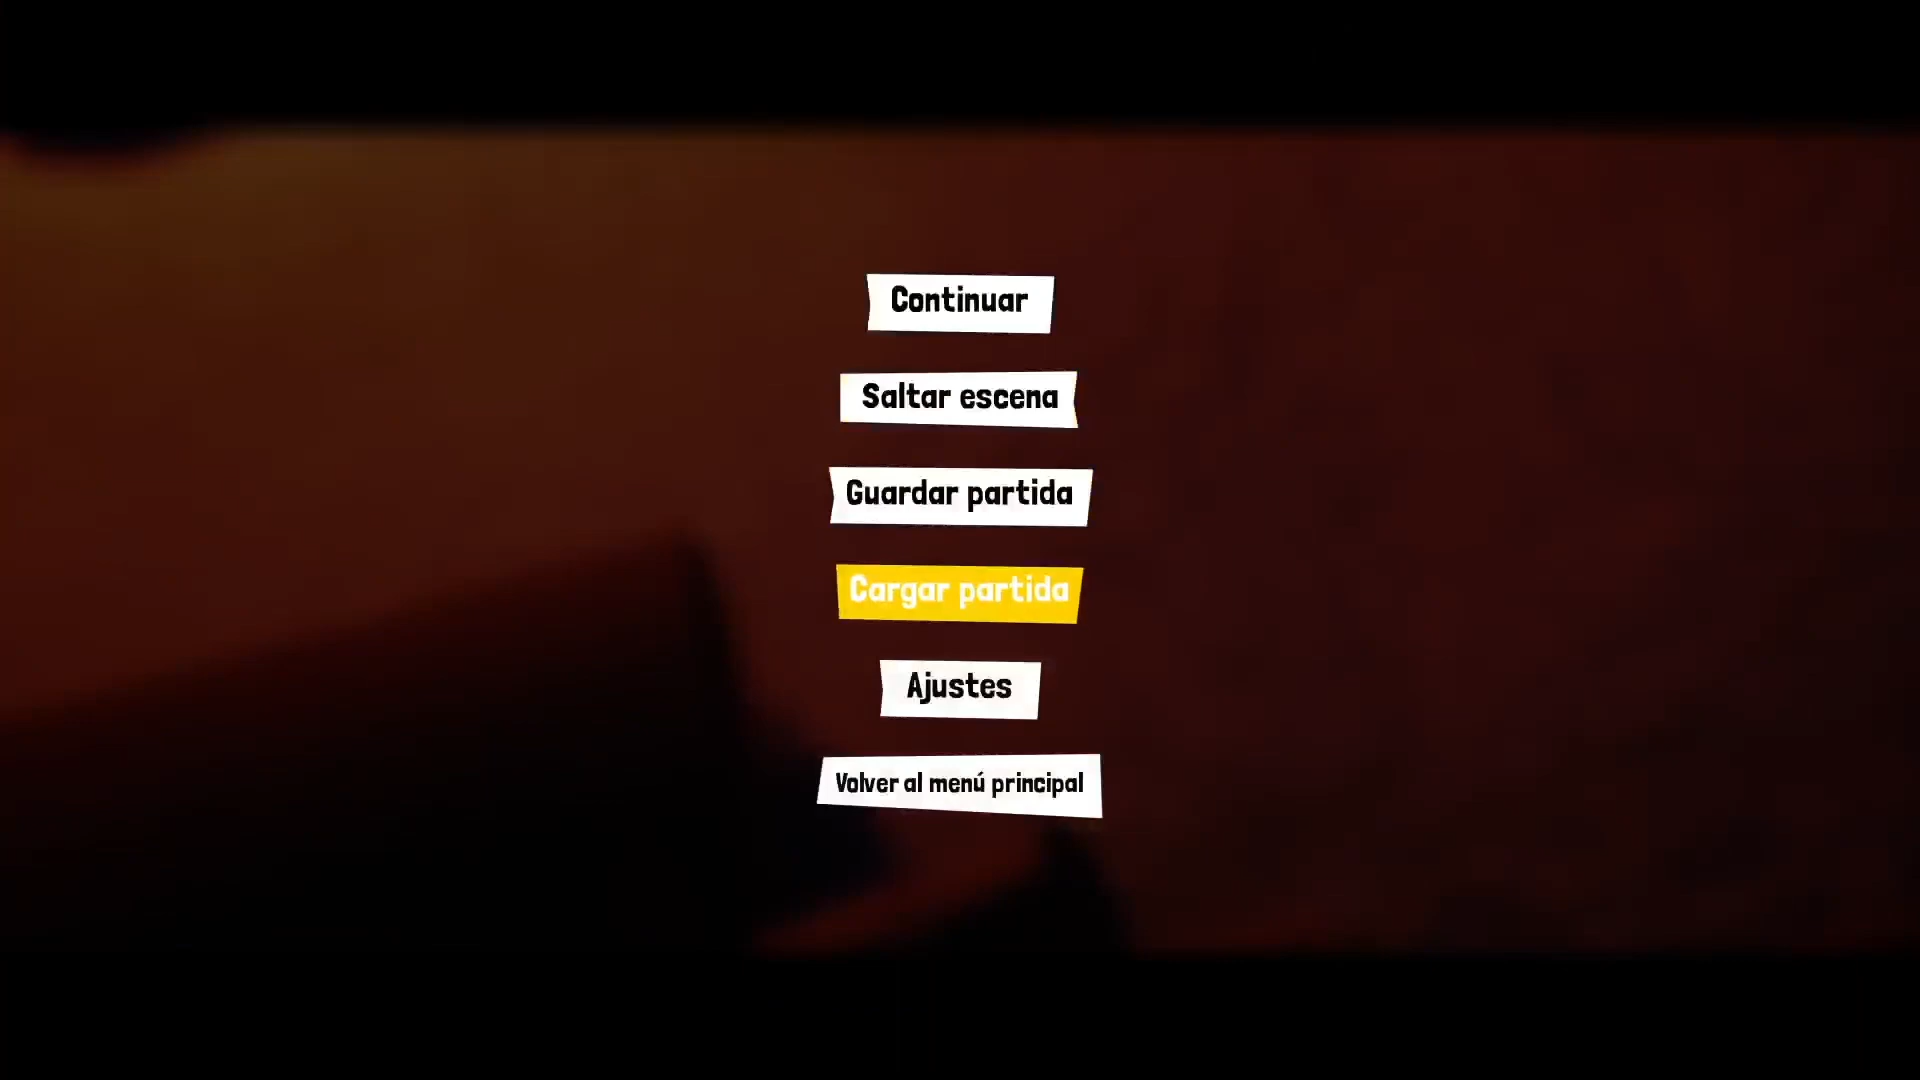 Continuar
Saltar escena
Guardar partida
Cargar partida
Ajustes
Volver al menú principal